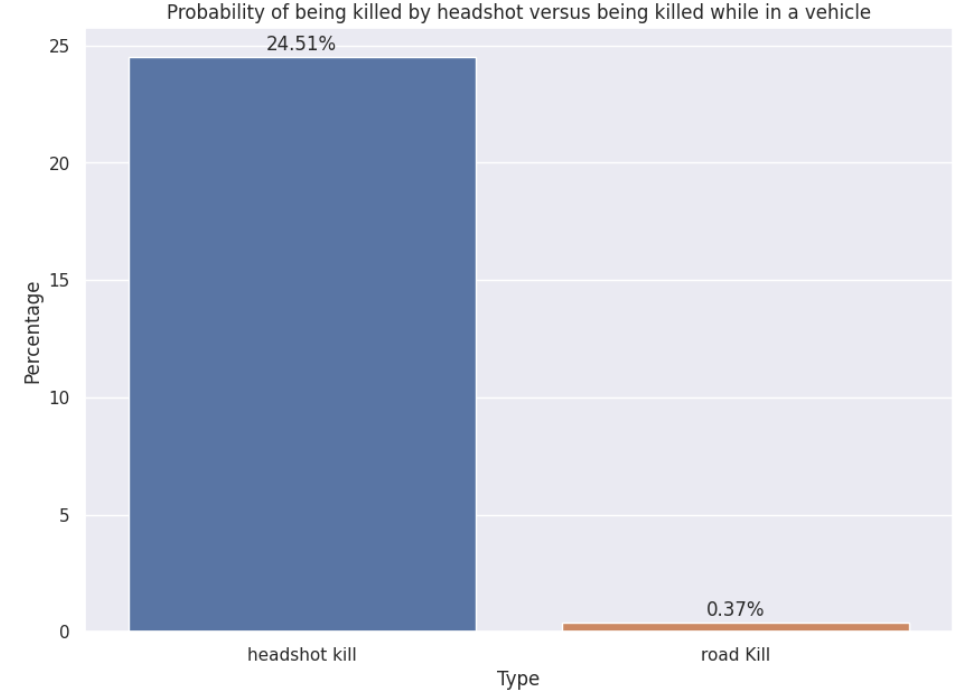 Probability of being killed by headshot versus being killed while in a vehicle
25
24.51%
20
15
Percentage
10
5
0.37%
0
headshot kill
road Kill
Type